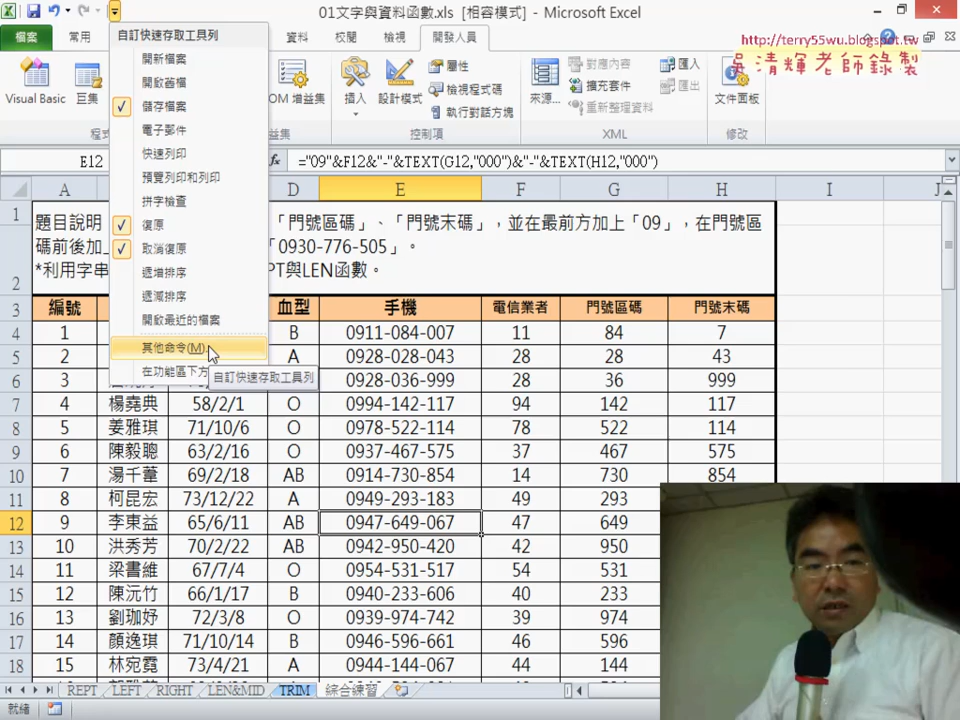 01文字與資料函數.xls [相容模式] - Microsoft Excel
檔案 常用 資料 校閱 檢視 開發人員
http://terry55wu.blogspot.tw
吳清輝老師錄製
自訂快速存取工具列
開新檔案
開啟舊檔
儲存檔案
電子郵件
快速列印
預覽列印和列印
拼字檢查
復原
取消復原
遞增排序
遞減排序
開啟最近的檔案
其他命令(M)...
在功能區下方
自訂快速存取工具列
Visual Basic 巨集 OM 增益集 插入 設計模式 屬性 檢視程式碼 執行對話方塊 來源... 對應內容 擴充套件 重新整理資料 匯入 匯出 文件面板
控制項 XML 修改
E12 fx ="09"&F12&"-"&TEXT(G12,"000")&"-"&TEXT(H12,"000")
A D E F G H I J
1 題目說明 「門號區碼」、「門號末碼」，並在最前方加上「09」，在門號區
碼前後加 「0930-776-505」。
2 *利用字串 PT與LEN函數。
3 編號 血型 手機 電信業者 門號區碼 門號末碼
4 1 B 0911-084-007 11 84 7
5 2 A 0928-028-043 28 28 43
6 3 0928-036-999 28 36 999
7 4 楊堯典 58/2/1 O 0994-142-117 94 142 117
8 5 姜雅琪 71/10/6 O 0978-522-114 78 522 114
9 6 陳毅聰 63/2/16 O 0937-467-575 37 467 575
10 7 湯千葦 69/2/18 AB 0914-730-854 14 730 854
11 8 柯昆宏 73/12/22 A 0949-293-183 49 293
12 9 李東益 65/6/11 AB 0947-649-067 47 649
13 10 洪秀芳 70/2/22 AB 0942-950-420 42 950
14 11 梁書維 67/7/4 O 0954-531-517 54 531
15 12 陳沅竹 66/1/17 B 0940-233-606 40 233
16 13 劉珈妤 72/3/8 O 0939-974-742 39 974
17 14 顏逸琪 71/10/14 B 0946-596-661 46 596
18 15 林宛霓 73/4/21 A 0944-144-067 44 144
REPT LEFT RIGHT LEN&MID TRIM 綜合練習
就緒